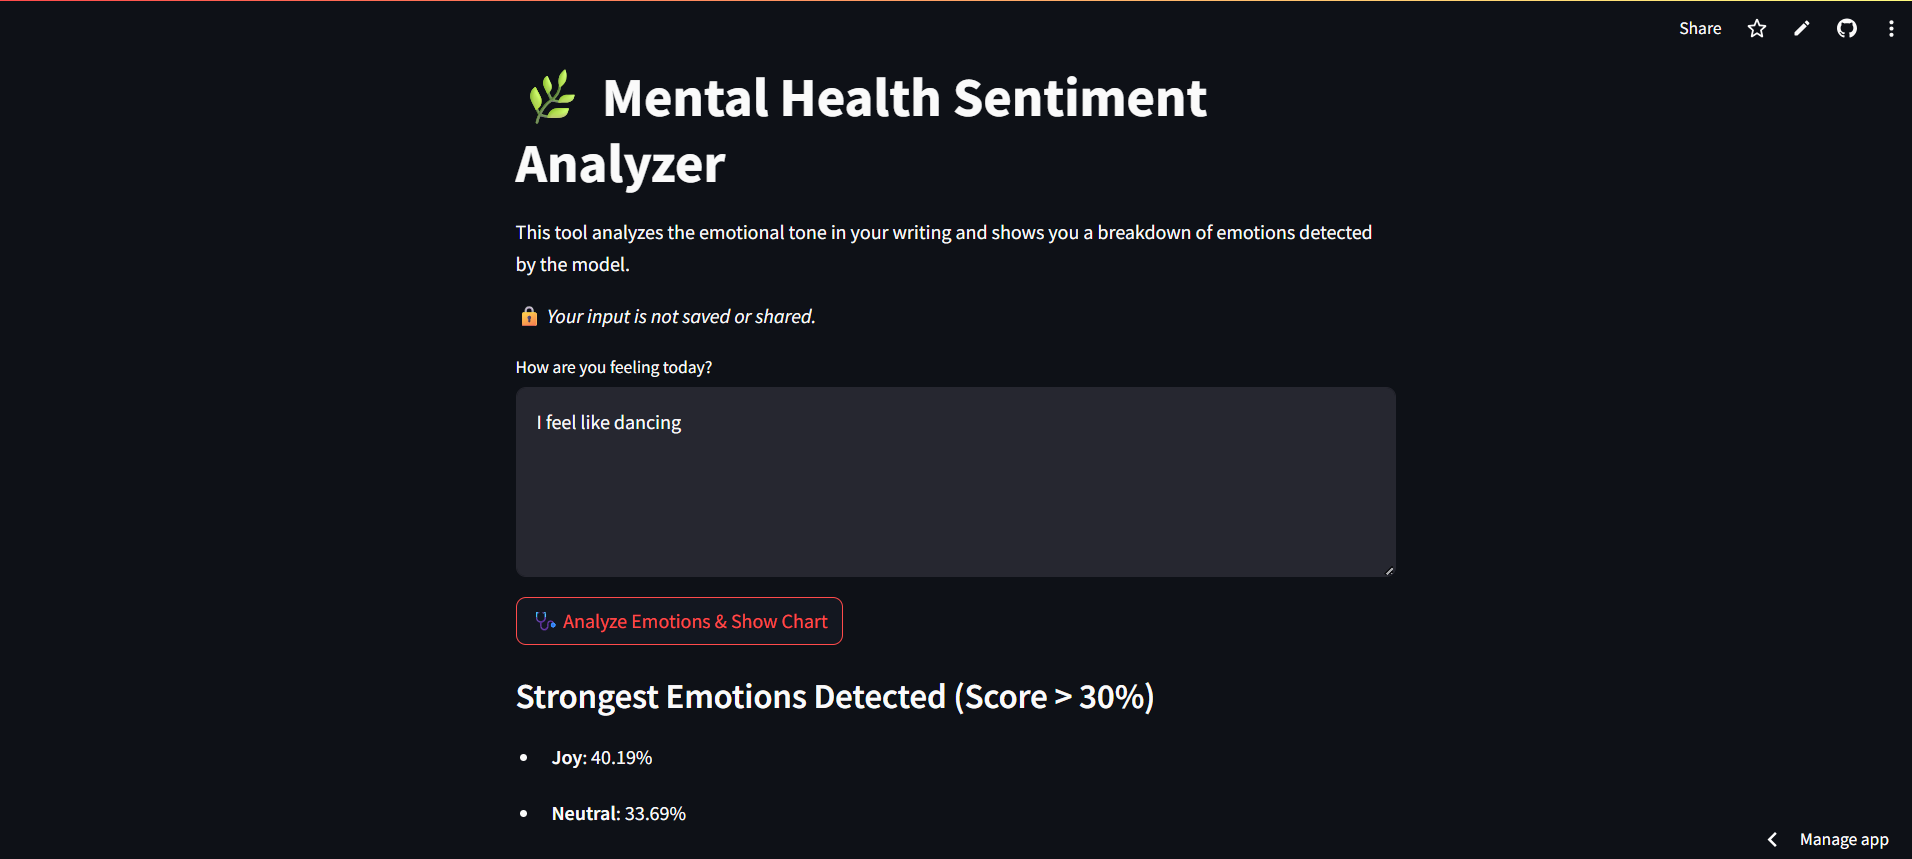 Share
Mental Health Sentiment
Analyzer
This tool analyzes the emotional tone in your writing and shows you a breakdown of emotions detected
by the model.
Your input is not saved or shared.
How are you feeling today?
I feel like dancing
Analyze Emotions & Show Chart
Strongest Emotions Detected (Score > 30%)
Joy: 40.19%
Neutral: 33.69%
Manage app